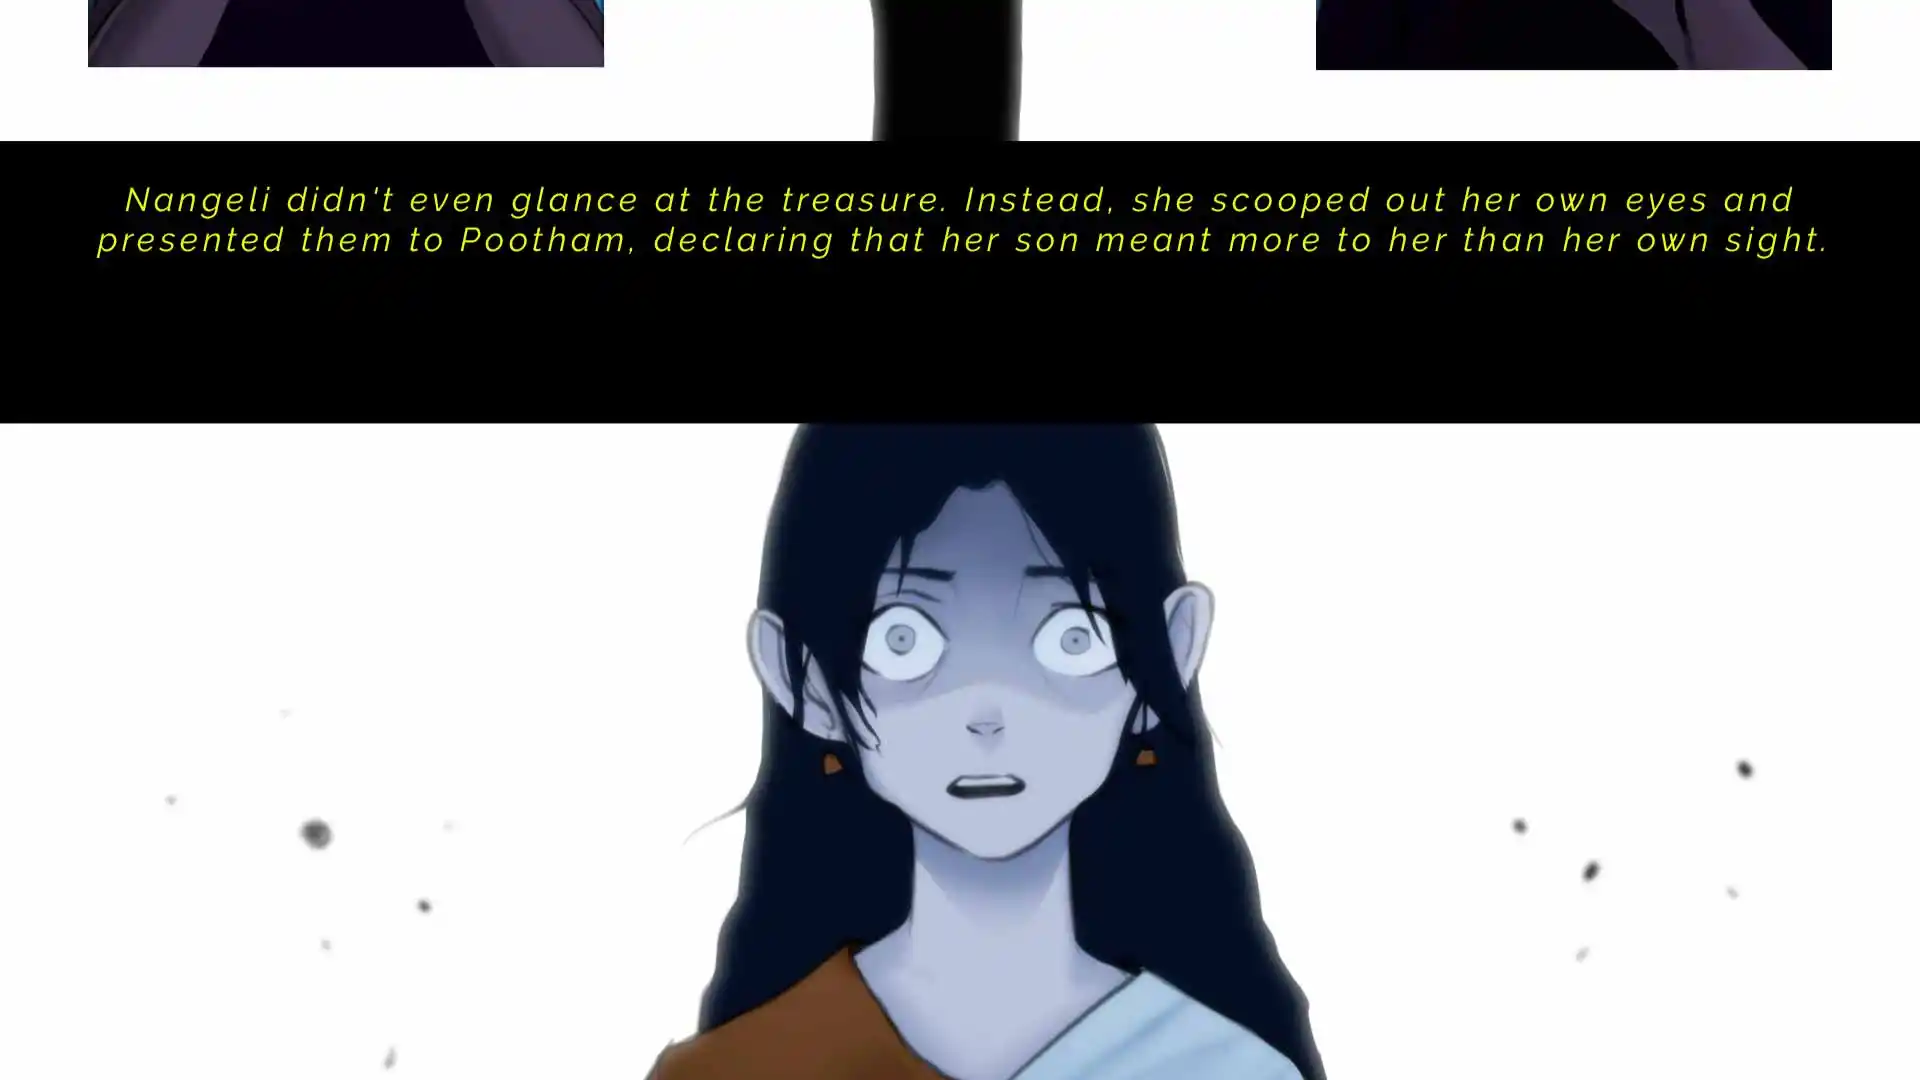 Nangeli didn't even glance at the treasure. Instead, she scooped out her own eyes and
presented them to Pootham, declaring that her son meant more to her than her own sight.